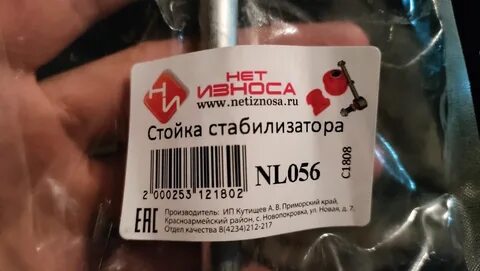 НИ
НЕТ
ИЗНОСА
www.netiznosa.ru
Стойка стабилизатора
2 000253 121802
NL056
C1808
EAC
Производитель: ИП Кутищев А. В. Приморский край,
Красноармейский район, с. Новопокровка, ул. Новая, д. 7,
Отдел качества 8(4234)212-217